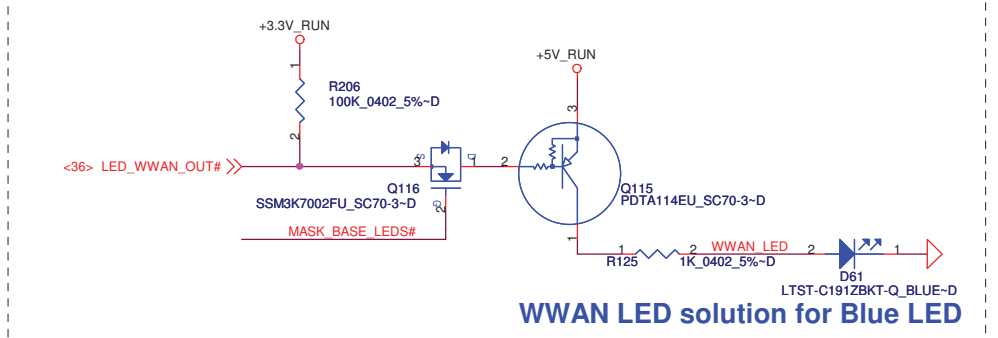 +3.3V_RUN
1
R206
100K_0402_5%~D
2
+5V_RUN
3
<36> LED_WWAN_OUT#
3
S
D
1
2
Q116
SSM3K7002FU_SC70-3~D
G
2
MASK_BASE_LEDS#
Q115
PDTA114EU_SC70-3~D
1
1
R125
2
1K_0402_5%~D
WWAN_LED
2
1
D61
LTST-C191ZBKT-Q_BLUE~D
WWAN LED solution for Blue LED